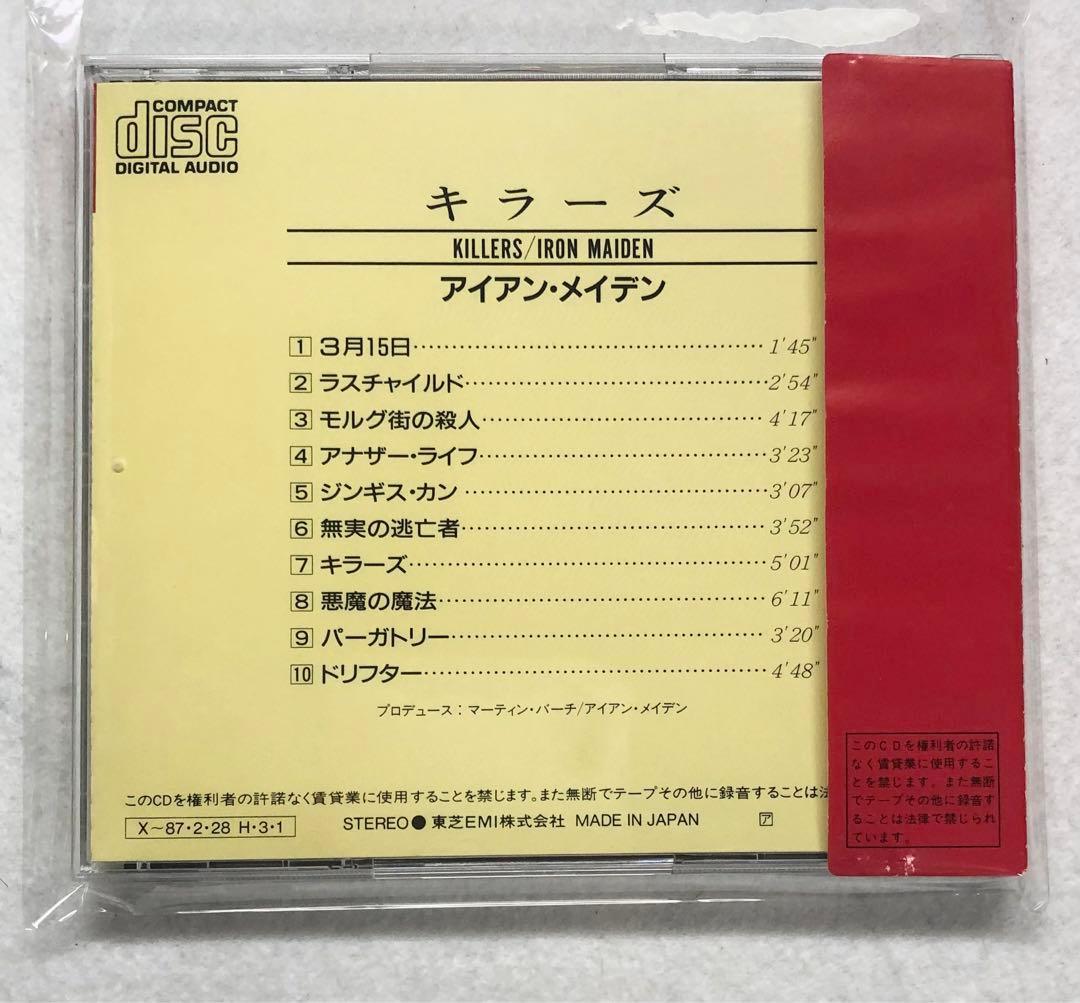 COMPACT
disc
DIGITAL AUDIO
キラーズ
KILLERS/IRON MAIDEN
アイアン・メイデン
1 3月15日 1'45"
2 ラスチャイルド 2'54"
3 モルグ街の殺人 4'17"
4 アナザー・ライフ 3'23"
5 ジンギス・カン 3'07"
6 無実の逃亡者 3'52"
7 キラーズ 5'01"
8 悪魔の魔法 6'11"
9 パーガトリー 3'20"
10 ドリフター 4'48"
プロデュース：マーティン・バーチ/アイアン・メイデン
このCDを権利者の許諾なく賃貸業に使用することを禁じます。また無断でテープその他に録音することは法
X～87・2・28 H・3・1
STEREO●東芝EMI株式会社 MADE IN JAPAN ア
このCDを権利者の許諾
なく賃貸業に使用するこ
とを禁じます。また無断
でテープその他に録音す
ることは法律で禁じられ
ています。